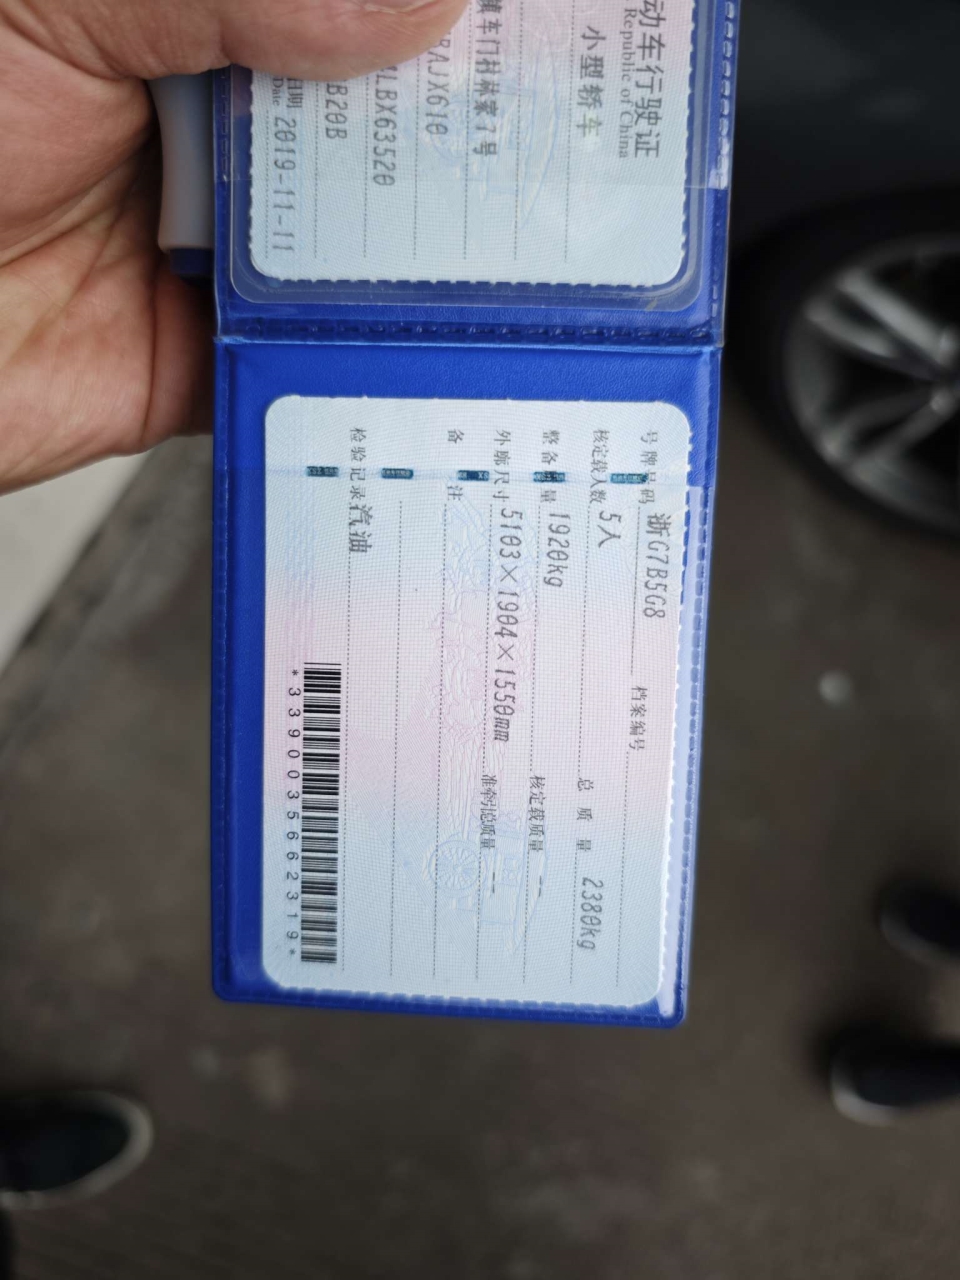 动车行驶证
Republic of China
小型轿车
车门村林家7号
AJX610
LBX63520
B20B
日期 2019-11-11
Date
号牌号码 浙G7B5G8 档案编号
核定载人数 5人 总质量 2380kg
整备质量 1920kg 核定载质量 --
外廓尺寸 5103×1904×1550mm 准牵引总质量 --
备注
检验记录 汽油
*3390035662319*